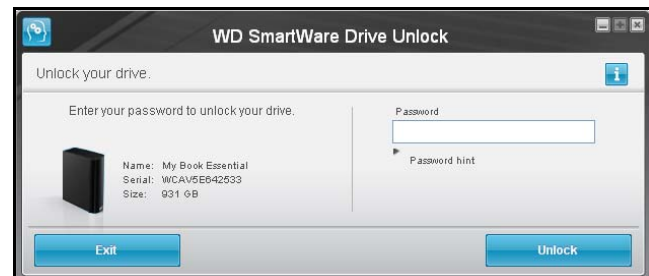 WD SmartWare Drive Unlock
Unlock your drive.
Enter your password to unlock your drive.
Name: My Book Essential
Serial: WCAV5E642533
Size: 931 GB
Password
Password hint
Exit
Unlock